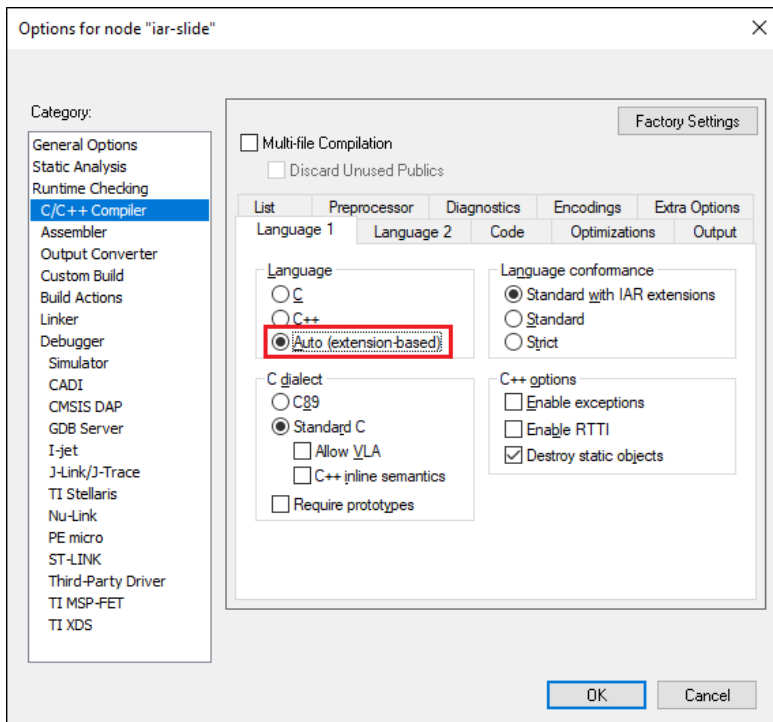 Options for node "iar-slide"
Category:
General Options
Static Analysis
Runtime Checking
C/C++ Compiler
Assembler
Output Converter
Custom Build
Build Actions
Linker
Debugger
Simulator
CADI
CMSIS DAP
GDB Server
I-jet
J-Link/J-Trace
TI Stellaris
Nu-Link
PE micro
ST-LINK
Third-Party Driver
TI MSP-FET
TI XDS
Factory Settings
Multi-file Compilation
Discard Unused Publics
List Preprocessor Diagnostics Encodings Extra Options
Language 1 Language 2 Code Optimizations Output
Language
C
C++
Auto (extension-based)
Language conformance
Standard with IAR extensions
Standard
Strict
C dialect
C89
Standard C
Allow VLA
C++ inline semantics
Require prototypes
C++ options
Enable exceptions
Enable RTTI
Destroy static objects
OK Cancel